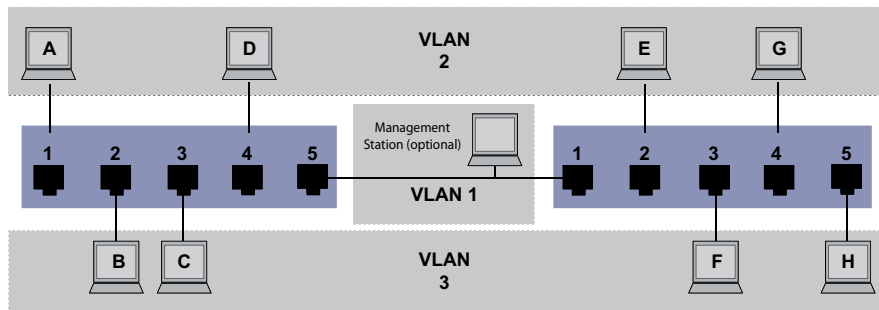 A
D
VLAN
2
E
G
1
2
3
4
5
Management
Station (optional)
VLAN 1
1
2
3
4
5
B
C
VLAN
3
F
H